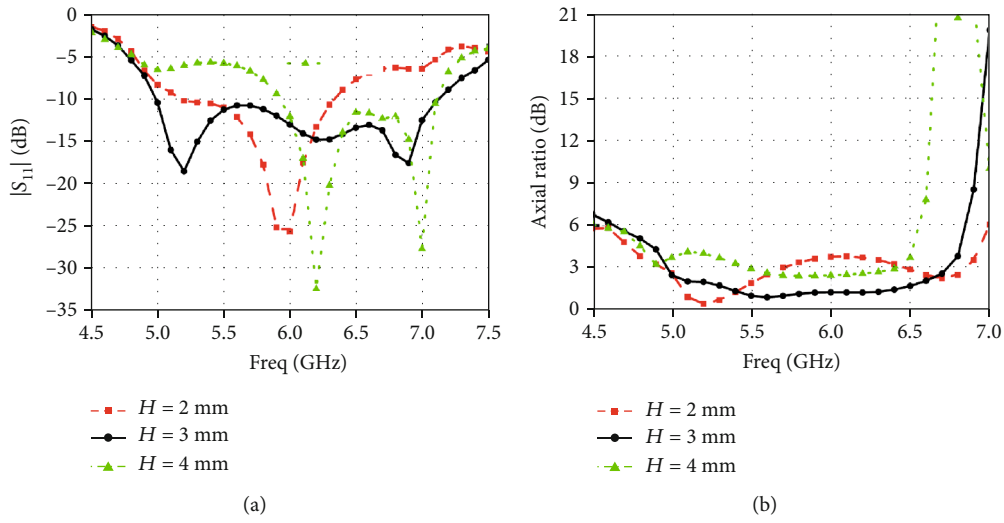 0
−5
−10
−15
−20
−25
−30
−35
|S11| (dB)
4.5 5.0 5.5 6.0 6.5 7.0 7.5
Freq (GHz)
H = 2 mm
H = 3 mm
H = 4 mm
(a)
21
18
15
12
9
6
3
0
Axial ratio (dB)
4.5 5.0 5.5 6.0 6.5 7.0
Freq (GHz)
H = 2 mm
H = 3 mm
H = 4 mm
(b)